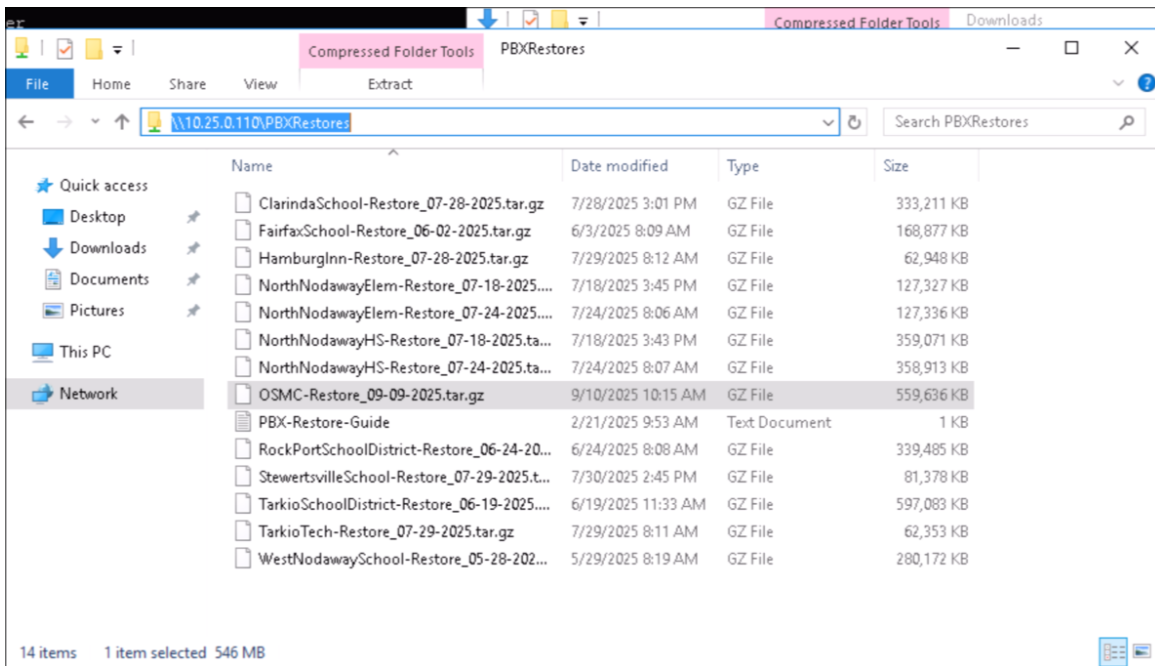 er
Compressed Folder Tools Downloads
Compressed Folder Tools PBXRestores
File Home Share View Extract
\\10.25.0.110\PBXRestores Search PBXRestores
Name Date modified Type Size
Quick access
Desktop
Downloads
Documents
Pictures
This PC
Network
ClarindaSchool-Restore_07-28-2025.tar.gz 7/28/2025 3:01 PM GZ File 333,211 KB
FairfaxSchool-Restore_06-02-2025.tar.gz 6/3/2025 8:09 AM GZ File 168,877 KB
HamburgInn-Restore_07-28-2025.tar.gz 7/29/2025 8:12 AM GZ File 62,948 KB
NorthNodawayElem-Restore_07-18-2025.... 7/18/2025 3:45 PM GZ File 127,327 KB
NorthNodawayElem-Restore_07-24-2025.... 7/24/2025 8:06 AM GZ File 127,336 KB
NorthNodawayHS-Restore_07-18-2025.ta... 7/18/2025 3:43 PM GZ File 359,071 KB
NorthNodawayHS-Restore_07-24-2025.ta... 7/24/2025 8:07 AM GZ File 358,913 KB
OSMC-Restore_09-09-2025.tar.gz 9/10/2025 10:15 AM GZ File 559,636 KB
PBX-Restore-Guide 2/21/2025 9:53 AM Text Document 1 KB
RockPortSchoolDistrict-Restore_06-24-20... 6/24/2025 8:08 AM GZ File 339,485 KB
StewertsvilleSchool-Restore_07-29-2025.t... 7/30/2025 2:45 PM GZ File 81,378 KB
TarkioSchoolDistrict-Restore_06-19-2025.... 6/19/2025 11:33 AM GZ File 597,083 KB
TarkioTech-Restore_07-29-2025.tar.gz 7/29/2025 8:11 AM GZ File 62,353 KB
WestNodawaySchool-Restore_05-28-202... 5/29/2025 8:19 AM GZ File 280,172 KB
14 items 1 item selected 546 MB